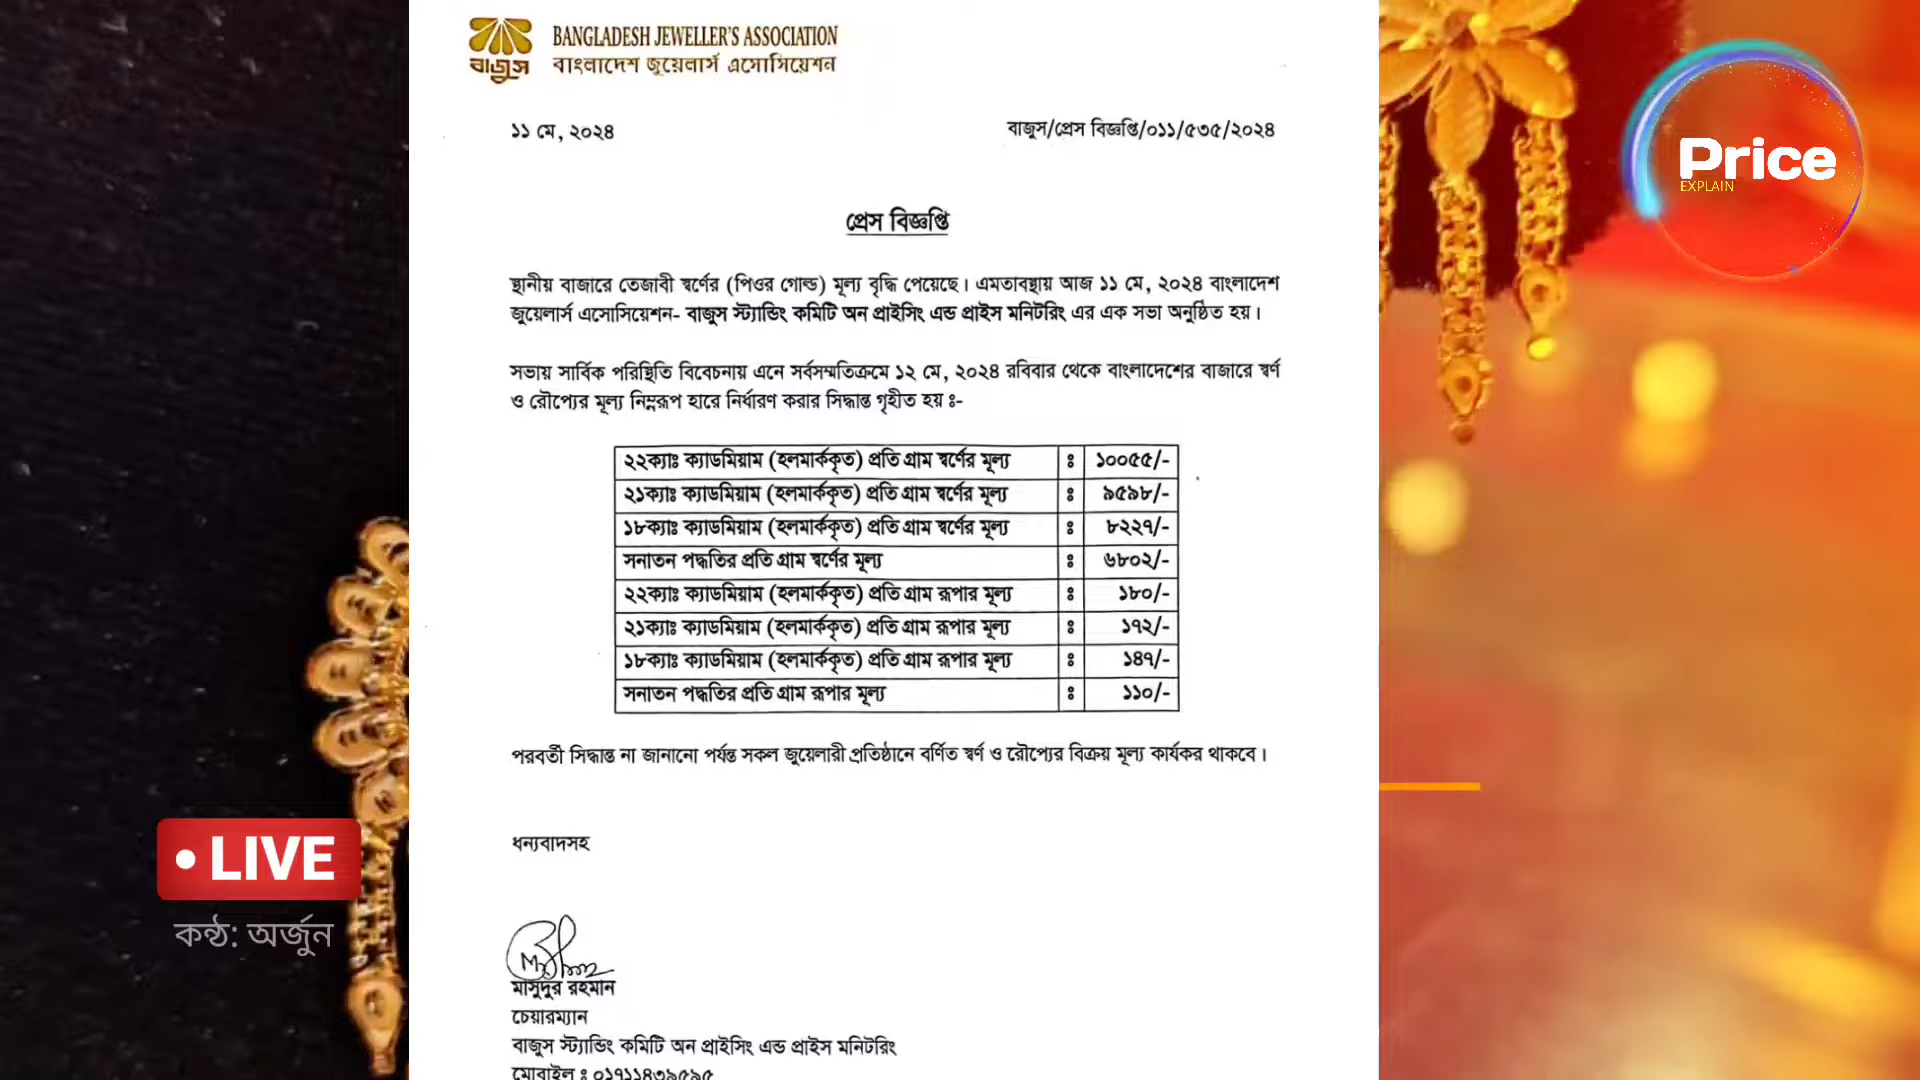 BANGLADESH JEWELLER'S ASSOCIATION
বাজুস
বাংলাদেশ জুয়েলার্স এসোসিয়েশন
১১ মে, ২০২৪
বাজুস/প্রেস বিজ্ঞপ্তি/০১১/৫৩৫/২০২৪
Price
EXPLAIN
প্রেস বিজ্ঞপ্তি
স্থানীয় বাজারে তেজাবী স্বর্ণের (পিওর গোল্ড) মূল্য বৃদ্ধি পেয়েছে। এমতাবস্থায় আজ ১১ মে, ২০২৪ বাংলাদেশ
জুয়েলার্স এসোসিয়েশন- বাজুস স্ট্যান্ডিং কমিটি অন প্রাইসিং এন্ড প্রাইস মনিটরিং এর এক সভা অনুষ্ঠিত হয়।
সভায় সার্বিক পরিস্থিতি বিবেচনায় এনে সর্বসম্মতিক্রমে ১২ মে, ২০২৪ রবিবার থেকে বাংলাদেশের বাজারে স্বর্ণ
ও রৌপ্যের মূল্য নিম্নরূপ হারে নির্ধারণ করার সিদ্ধান্ত গৃহীত হয় ঃ-
২২ক্যাঃ ক্যাডমিয়াম (হলমার্ককৃত) প্রতি গ্রাম স্বর্ণের মূল্য ঃ ১০০৫৫/-
২১ক্যাঃ ক্যাডমিয়াম (হলমার্ককৃত) প্রতি গ্রাম স্বর্ণের মূল্য ঃ ৯৫৯৮/-
১৮ক্যাঃ ক্যাডমিয়াম (হলমার্ককৃত) প্রতি গ্রাম স্বর্ণের মূল্য ঃ ৮২২৭/-
সনাতন পদ্ধতির প্রতি গ্রাম স্বর্ণের মূল্য ঃ ৬৮০২/-
২২ক্যাঃ ক্যাডমিয়াম (হলমার্ককৃত) প্রতি গ্রাম রূপার মূল্য ঃ ১৮০/-
২১ক্যাঃ ক্যাডমিয়াম (হলমার্ককৃত) প্রতি গ্রাম রূপার মূল্য ঃ ১৭২/-
১৮ক্যাঃ ক্যাডমিয়াম (হলমার্ককৃত) প্রতি গ্রাম রূপার মূল্য ঃ ১৪৭/-
সনাতন পদ্ধতির প্রতি গ্রাম রূপার মূল্য ঃ ১১০/-
পরবর্তী সিদ্ধান্ত না জানানো পর্যন্ত সকল জুয়েলারী প্রতিষ্ঠানে বর্ণিত স্বর্ণ ও রৌপ্যের বিক্রয় মূল্য কার্যকর থাকবে।
ধন্যবাদসহ
• LIVE
কন্ঠ: অর্জুন
মাসুদুর রহমান
চেয়ারম্যান
বাজুস স্ট্যান্ডিং কমিটি অন প্রাইসিং এন্ড প্রাইস মনিটরিং
মোবাইল ঃ ০১৭১১৪৩৯৫৯৫